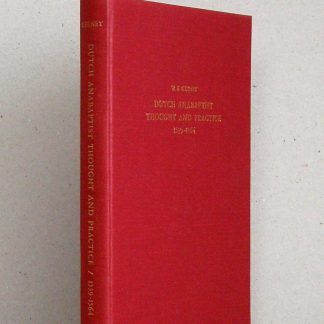 W. E. KEENEY
DUTCH ANABAPTIST
THOUGHT AND PRACTICE
1539-1564
KEENEY
DUTCH ANABAPTIST THOUGHT AND PRACTICE / 1539-1564